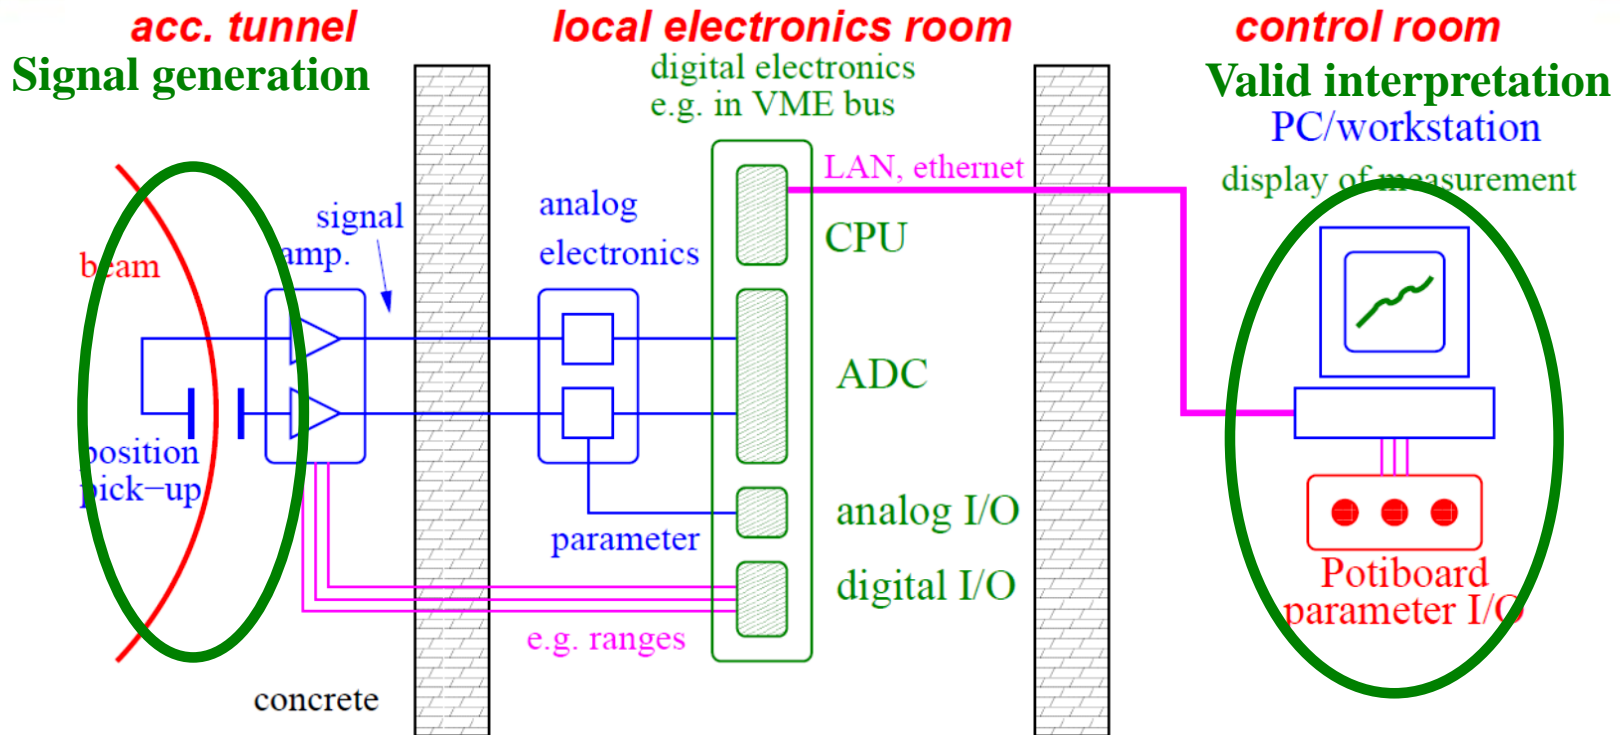 acc. tunnel
Signal generation
local electronics room
digital electronics
e.g. in VME bus
control room
Valid interpretation
PC/workstation
display of measurement
LAN, ethernet
CPU
signal
amp.
analog
electronics
beam
ADC
position
pick-up
analog I/O
parameter
digital I/O
e.g. ranges
Potiboard
parameter I/O
concrete